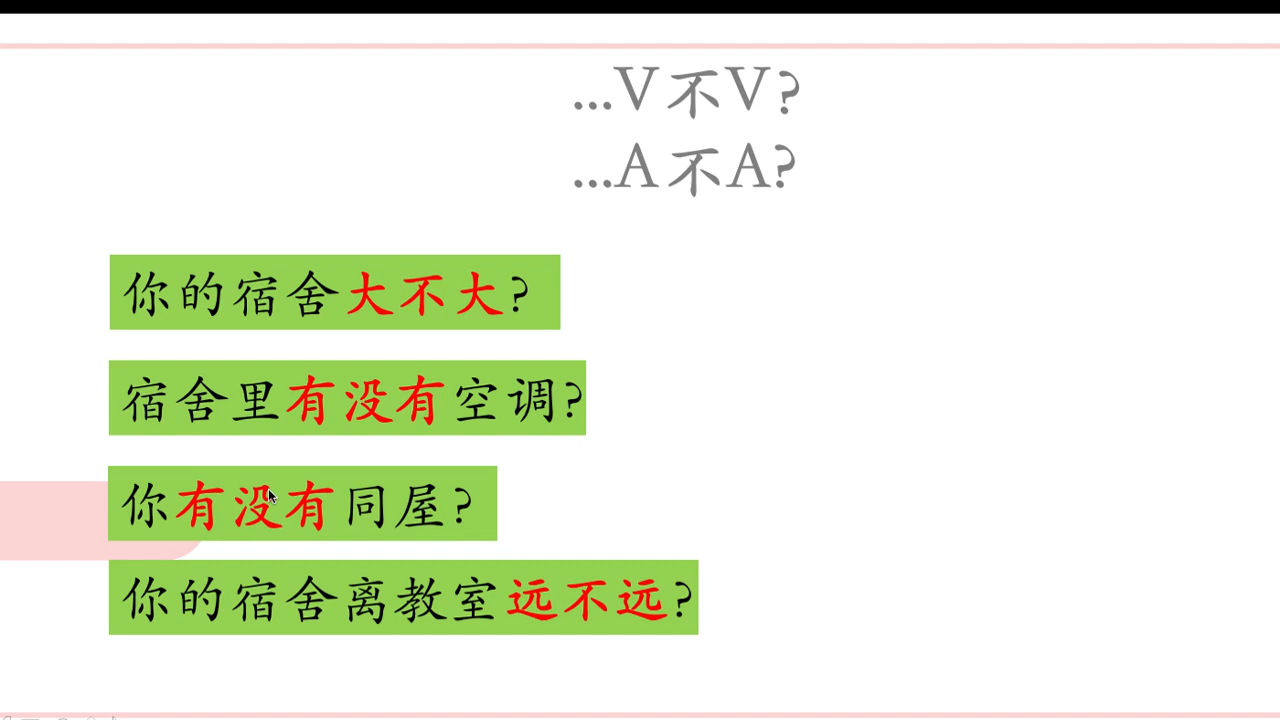 ...V不V?
...A不A?
你的宿舍大不大?
宿舍里有没有空调?
你有没有同屋?
你的宿舍离教室远不远?